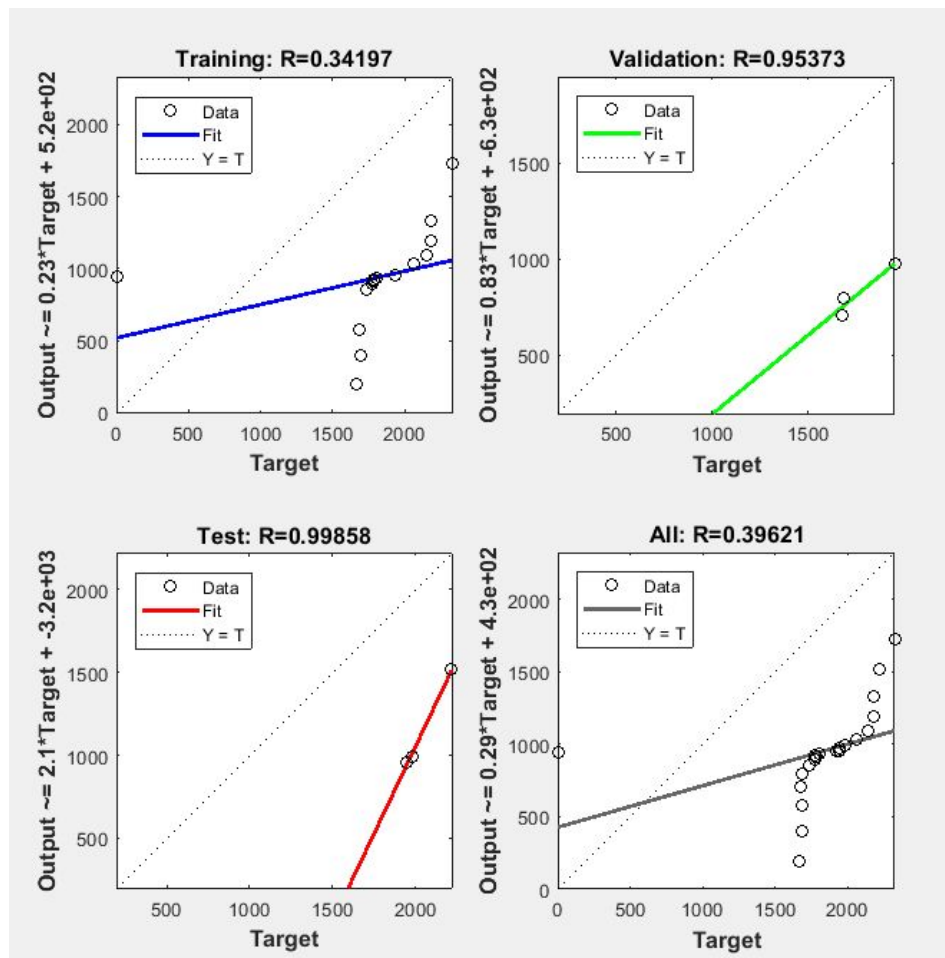 Training: R=0.34197
Output ~= 0.23*Target + 5.2e+02
2000
1500
1000
500
0
Data
Fit
Y = T
0
500
1000
1500
2000
Target
Validation: R=0.95373
Output ~= 0.83*Target + -6.3e+02
1500
1000
500
Data
Fit
Y = T
500
1000
1500
Target
Test: R=0.99858
Output ~= 2.1*Target + -3.2e+03
2000
1500
1000
500
Data
Fit
Y = T
500
1000
1500
2000
Target
All: R=0.39621
Output ~= 0.29*Target + 4.3e+02
2000
1500
1000
500
0
Data
Fit
Y = T
0
500
1000
1500
2000
Target